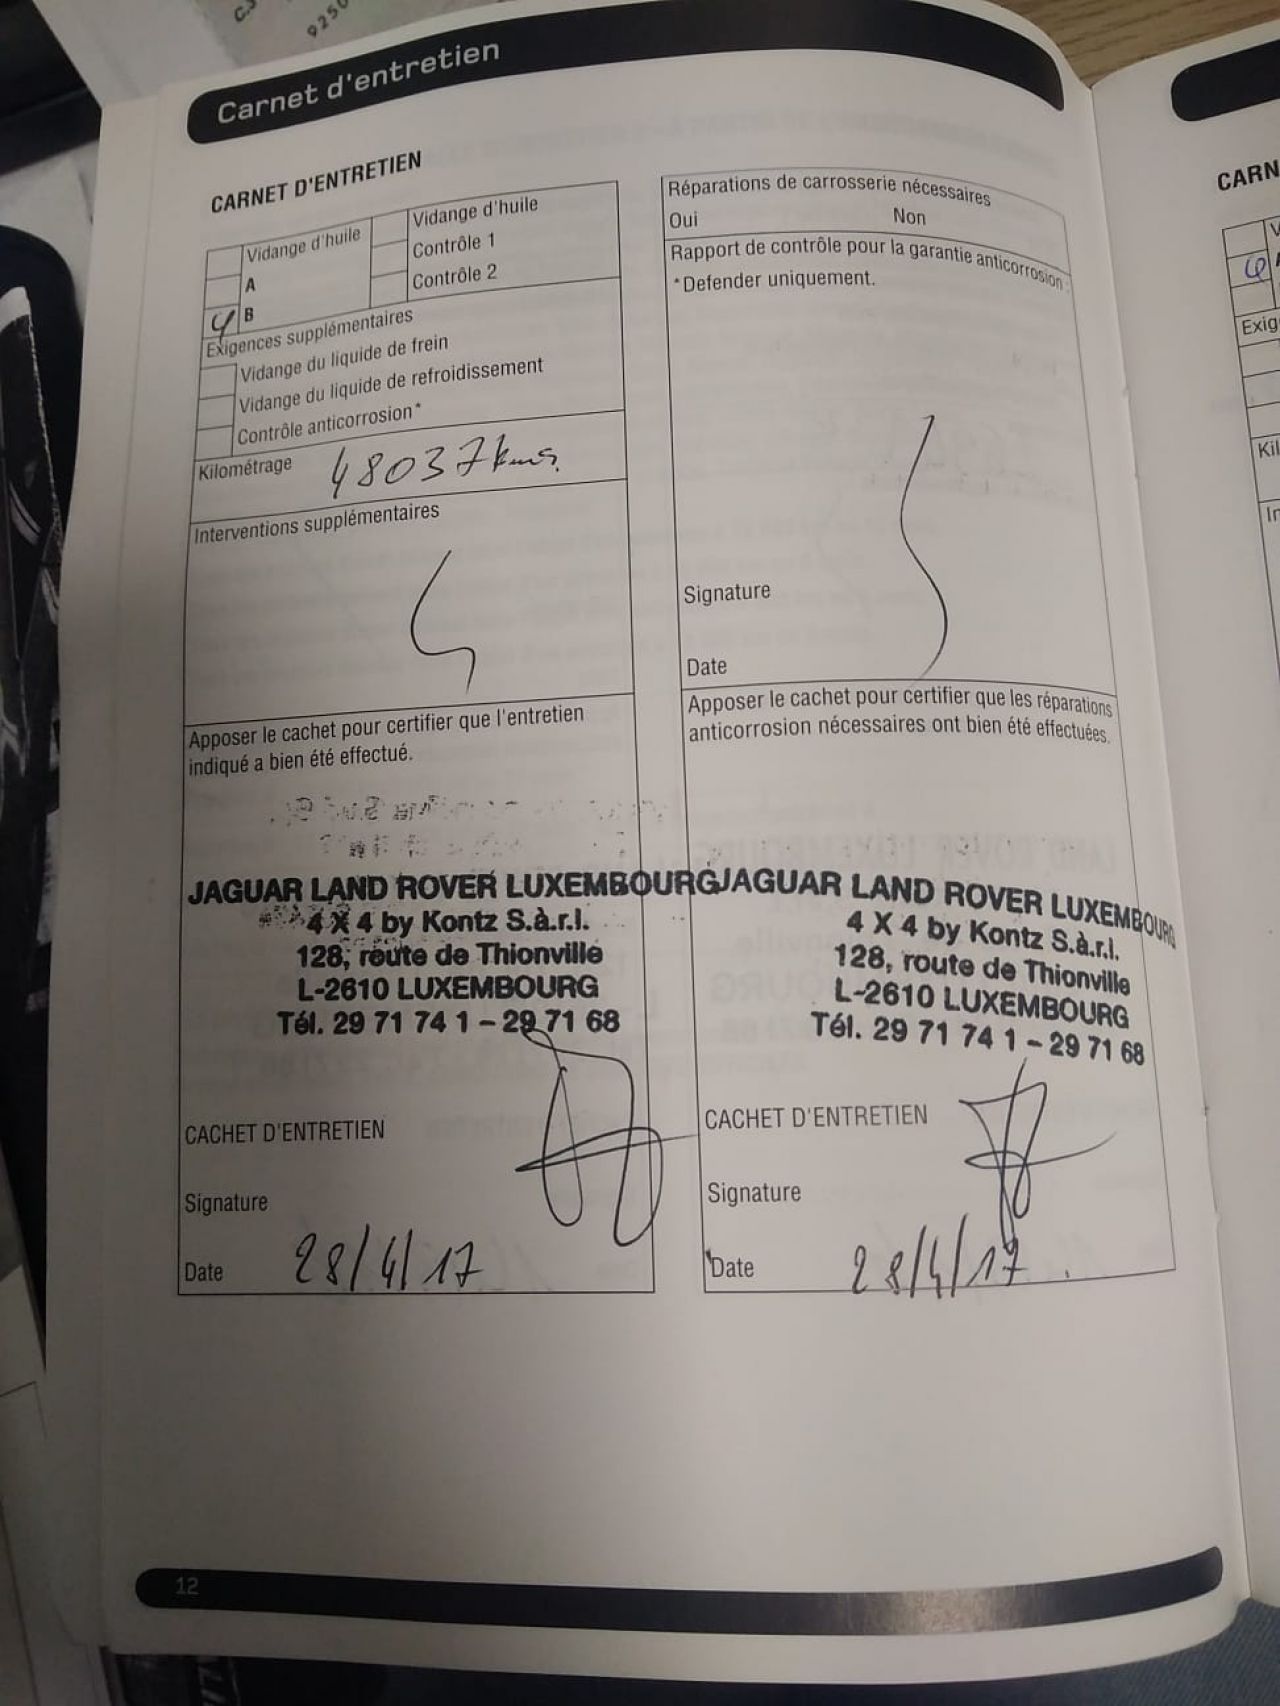 C.S
9250
Carnet d'entretien
CARNET D'ENTRETIEN
Vidange d'huile
A
B
Vidange d'huile
Contrôle 1
Contrôle 2
Exigences supplémentaires
Vidange du liquide de frein
Vidange du liquide de refroidissement
Contrôle anticorrosion*
Kilométrage 48037 kms.
Interventions supplémentaires
Apposer le cachet pour certifier que l'entretien
indiqué a bien été effectué.
JAGUAR LAND ROVER LUXEMBOURG
4 X 4 by Kontz S.à.r.l.
128, route de Thionville
L-2610 LUXEMBOURG
Tél. 29 71 74 1 – 29 71 68
CACHET D'ENTRETIEN
Signature
Date 28/4/17
Réparations de carrosserie nécessaires
Oui Non
Rapport de contrôle pour la garantie anticorrosion :
*Defender uniquement.
Signature
Date
Apposer le cachet pour certifier que les réparations
anticorrosion nécessaires ont bien été effectuées.
JAGUAR LAND ROVER LUXEMBOURG
4 X 4 by Kontz S.à.r.l.
128, route de Thionville
L-2610 LUXEMBOURG
Tél. 29 71 74 1 – 29 71 68
CACHET D'ENTRETIEN
Signature
Date 28/4/17
12
CARN
V
A
Exig
Kil
In